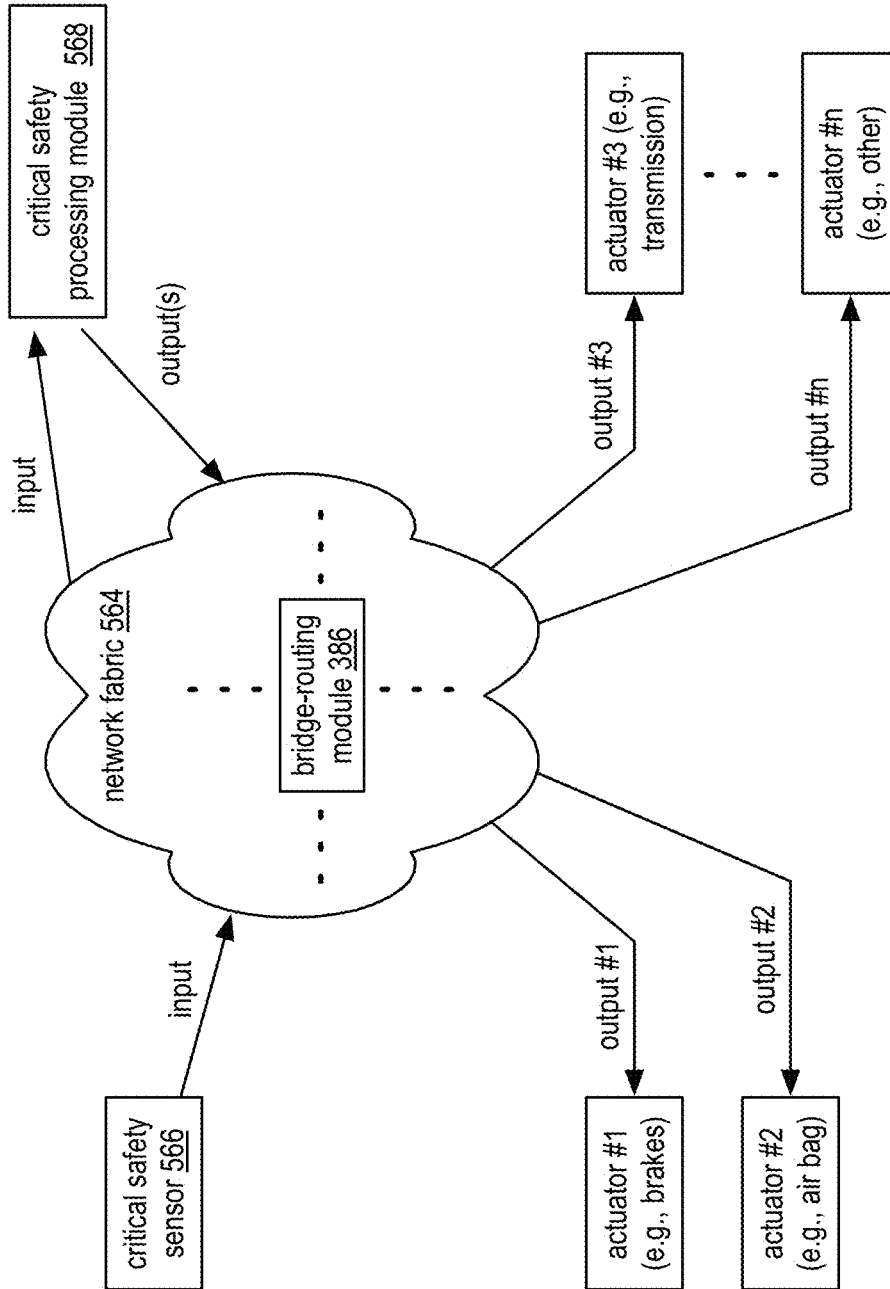 critical safety
sensor 566
input
network fabric 564
bridge-routing
module 386
input
output(s)
critical safety
processing module 568
output #1
actuator #1
(e.g., brakes)
output #2
actuator #2
(e.g., air bag)
output #3
actuator #3 (e.g.,
transmission)
output #n
actuator #n
(e.g., other)